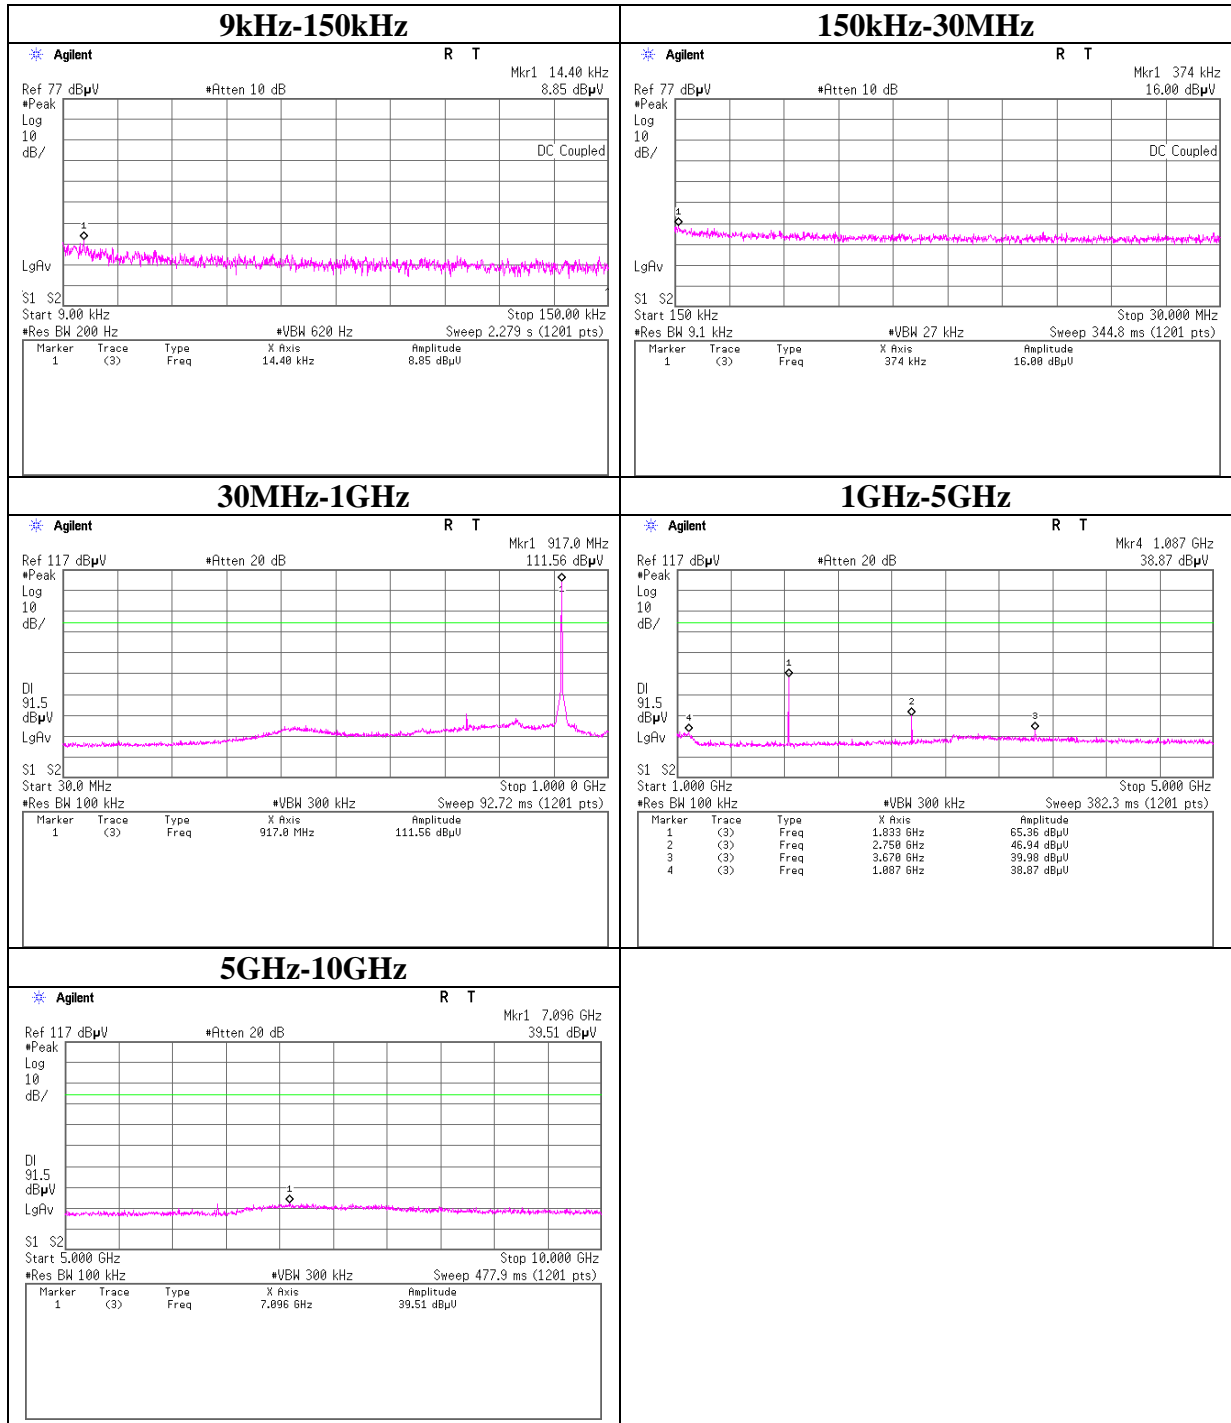 9kHz-150kHz
Agilent R T
Mkr1 14.40 kHz
Ref 77 dBµV #Atten 10 dB 8.85 dBµV
#Peak
Log
10
dB/ DC Coupled
1
LgAv
S1 S2
Start 9.00 kHz Stop 150.00 kHz
#Res BW 200 Hz #VBW 620 Hz Sweep 2.279 s (1201 pts)
Marker Trace Type X Axis Amplitude
1 (3) Freq 14.40 kHz 8.85 dBµV
150kHz-30MHz
Agilent R T
Mkr1 374 kHz
Ref 77 dBµV #Atten 10 dB 16.00 dBµV
#Peak
Log
10
dB/ DC Coupled
1
LgAv
S1 S2
Start 150 kHz Stop 30.000 MHz
#Res BW 9.1 kHz #VBW 27 kHz Sweep 344.8 ms (1201 pts)
Marker Trace Type X Axis Amplitude
1 (3) Freq 374 kHz 16.00 dBµV
30MHz-1GHz
Agilent R T
Mkr1 917.0 MHz
Ref 117 dBµV #Atten 20 dB 111.56 dBµV
#Peak
Log
10
dB/
1
DI
91.5
dBµV
LgAv
S1 S2
Start 30.0 MHz Stop 1.000 0 GHz
#Res BW 100 kHz #VBW 300 kHz Sweep 92.72 ms (1201 pts)
Marker Trace Type X Axis Amplitude
1 (3) Freq 917.0 MHz 111.56 dBµV
1GHz-5GHz
Agilent R T
Mkr4 1.087 GHz
Ref 117 dBµV #Atten 20 dB 38.87 dBµV
#Peak
Log
10
dB/
1
DI
91.5 2
dBµV 4 3
LgAv
S1 S2
Start 1.000 GHz Stop 5.000 GHz
#Res BW 100 kHz #VBW 300 kHz Sweep 382.3 ms (1201 pts)
Marker Trace Type X Axis Amplitude
1 (3) Freq 1.833 GHz 65.36 dBµV
2 (3) Freq 2.750 GHz 46.94 dBµV
3 (3) Freq 3.670 GHz 39.98 dBµV
4 (3) Freq 1.087 GHz 38.87 dBµV
5GHz-10GHz
Agilent R T
Mkr1 7.096 GHz
Ref 117 dBµV #Atten 20 dB 39.51 dBµV
#Peak
Log
10
dB/
DI
91.5
dBµV 1
LgAv
S1 S2
Start 5.000 GHz Stop 10.000 GHz
#Res BW 100 kHz #VBW 300 kHz Sweep 477.9 ms (1201 pts)
Marker Trace Type X Axis Amplitude
1 (3) Freq 7.096 GHz 39.51 dBµV